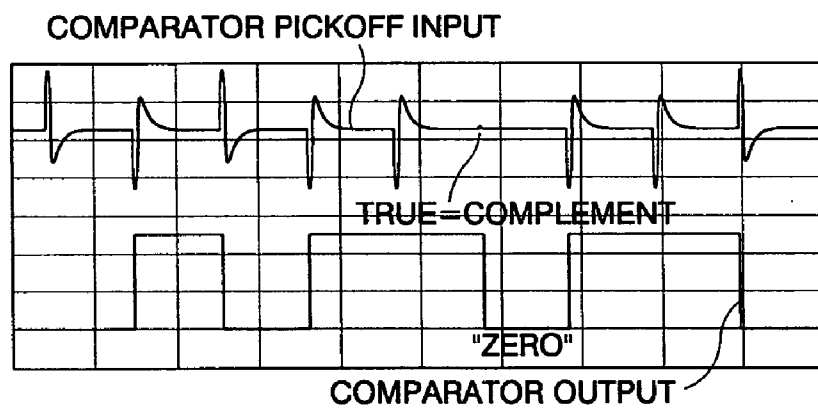 COMPARATOR PICKOFF INPUT
TRUE=COMPLEMENT
"ZERO"
COMPARATOR OUTPUT